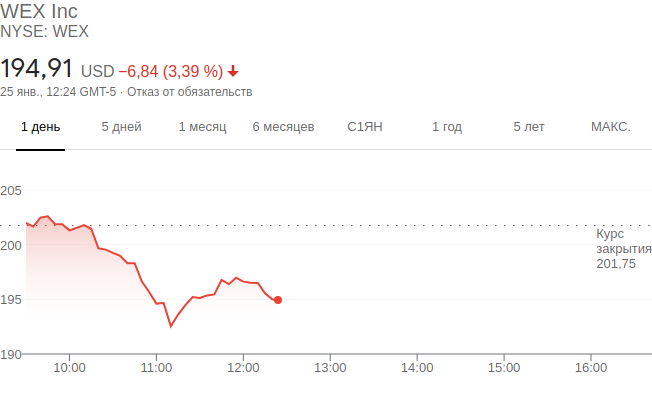 WEX Inc
NYSE: WEX
194,91 USD −6,84 (3,39 %)
25 янв., 12:24 GMT-5 · Отказ от обязательств
1 день 5 дней 1 месяц 6 месяцев С1ЯН 1 год 5 лет МАКС.
205
Курс
закрытия
201,75
200
195
190
10:00 11:00 12:00 13:00 14:00 15:00 16:00